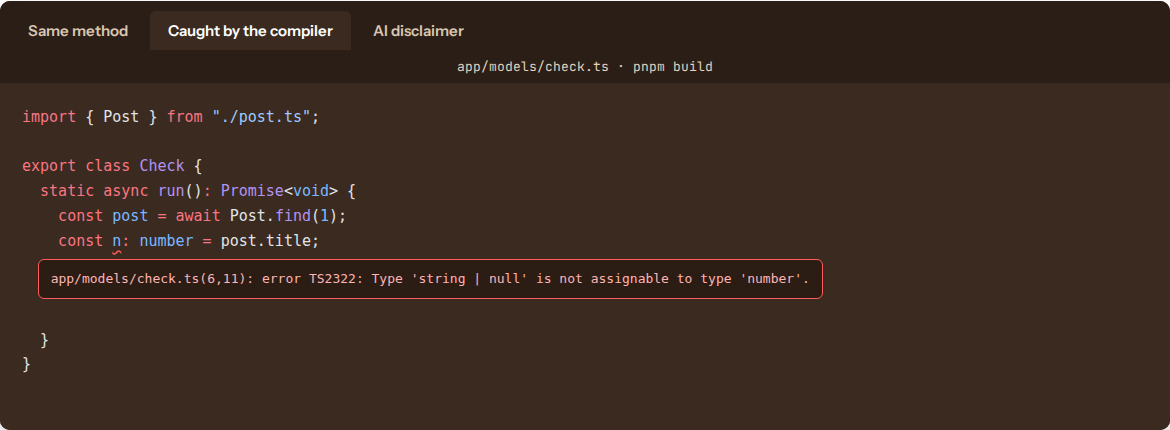 Same method
Caught by the compiler
AI disclaimer
app/models/check.ts · pnpm build
import { Post } from "./post.ts";
export class Check {
static async run(): Promise<void> {
const post = await Post.find(1);
const n: number = post.title;
app/models/check.ts(6,11): error TS2322: Type 'string | null' is not assignable to type 'number'.
}
}